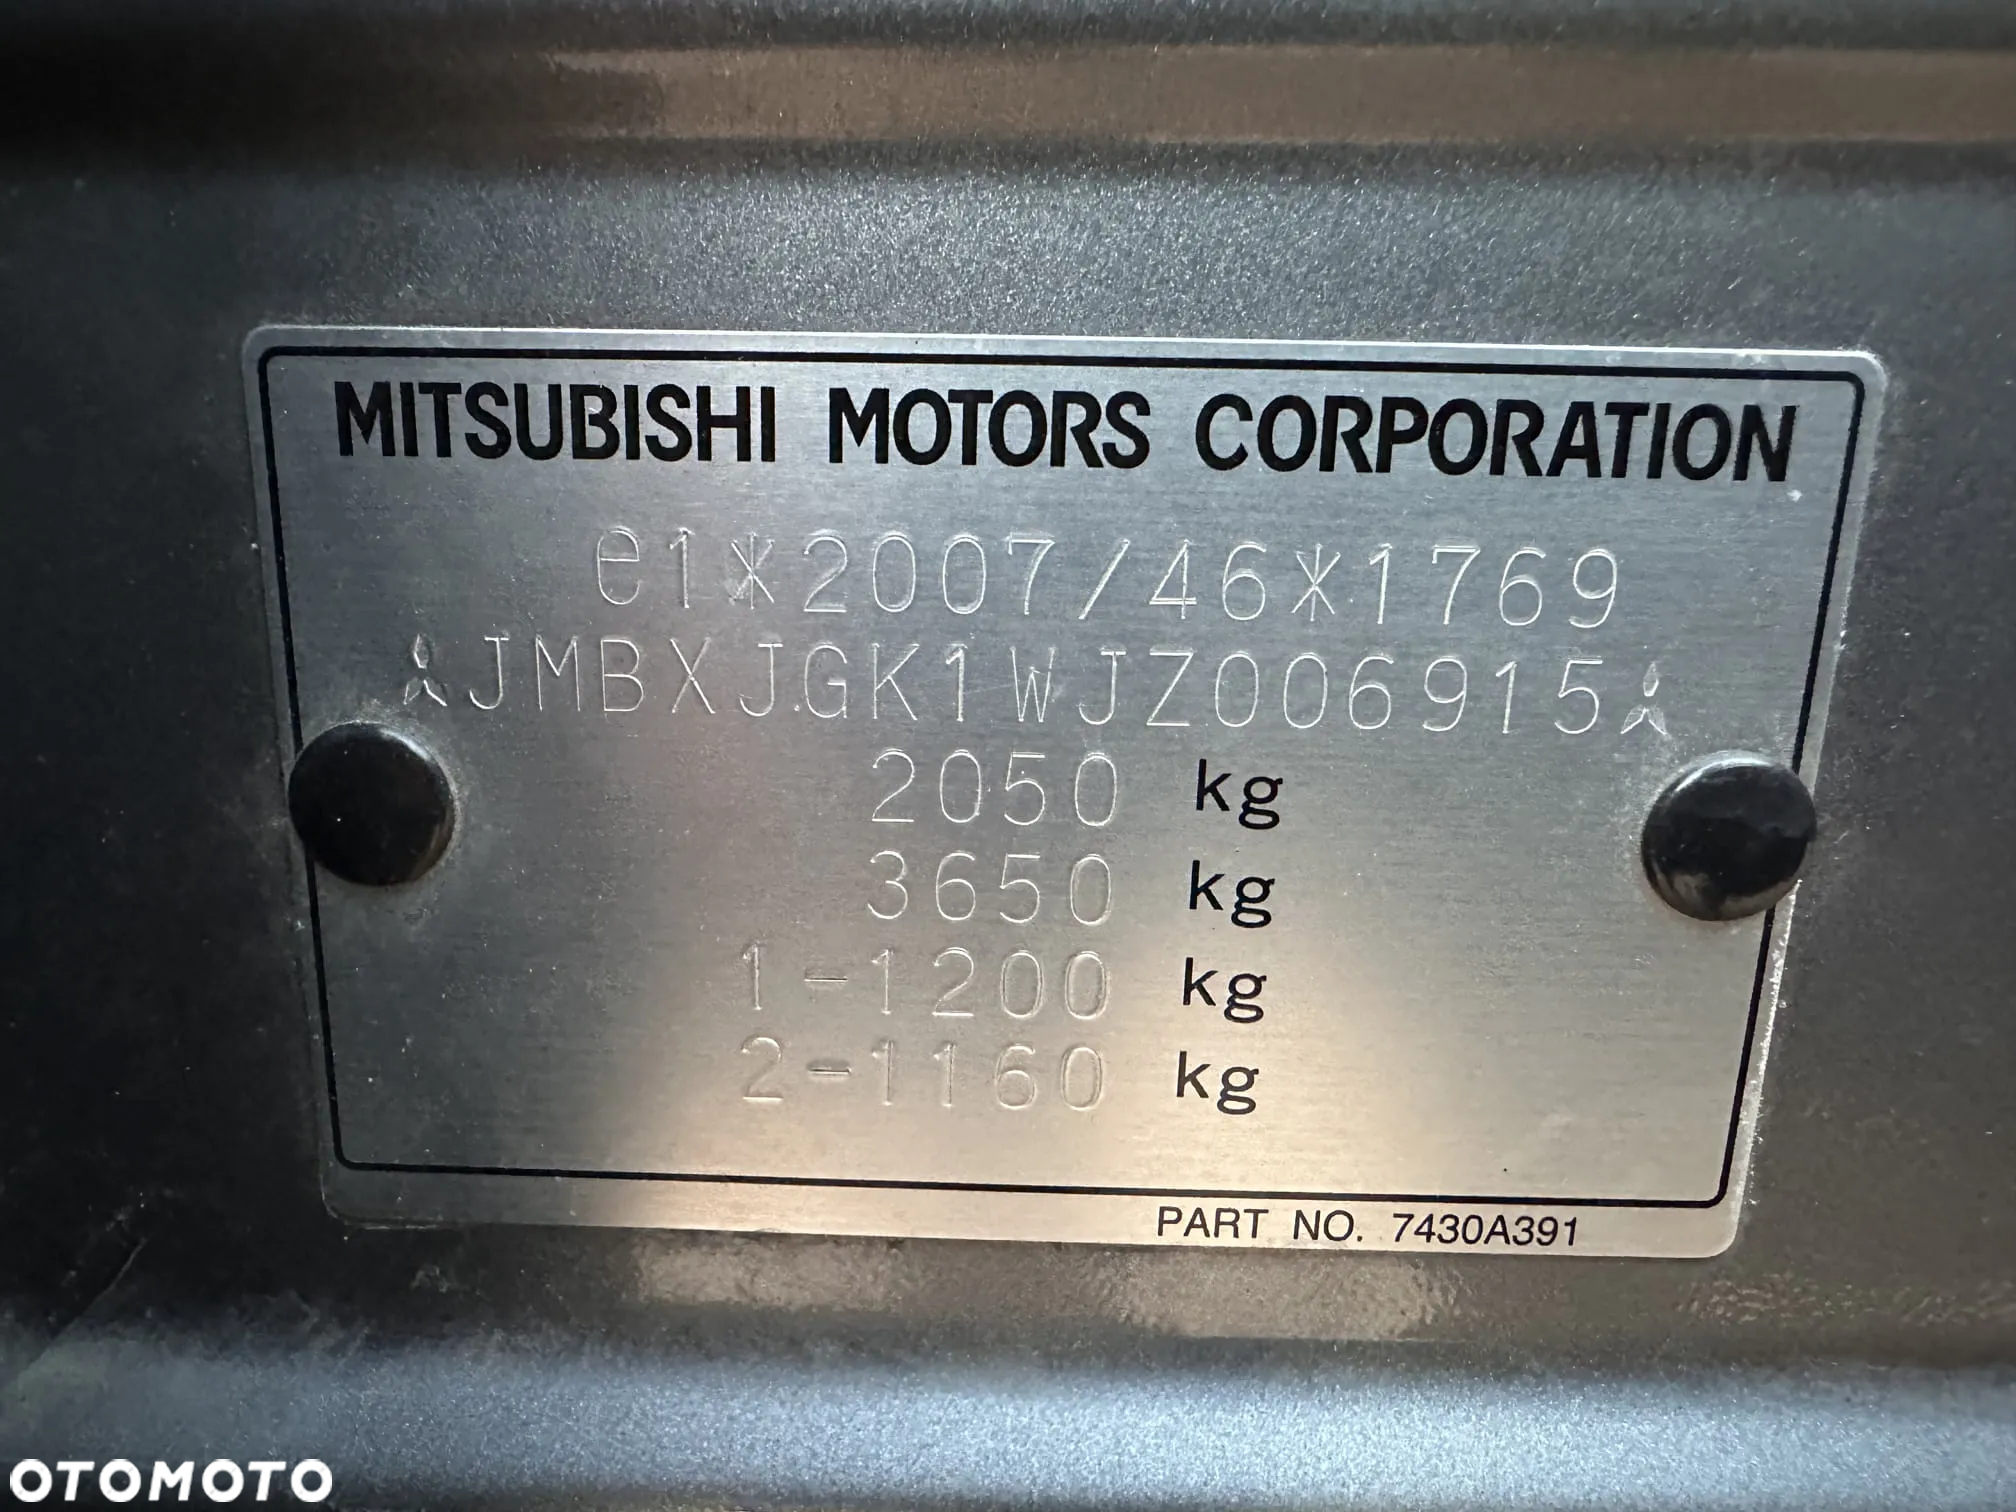 MITSUBISHI MOTORS CORPORATION
e1*2007/46*1769
JMBXJGK1WJZ006915
2050 kg
3650 kg
1-1200 kg
2-1160 kg
PART NO. 7430A391
OTOMOTO